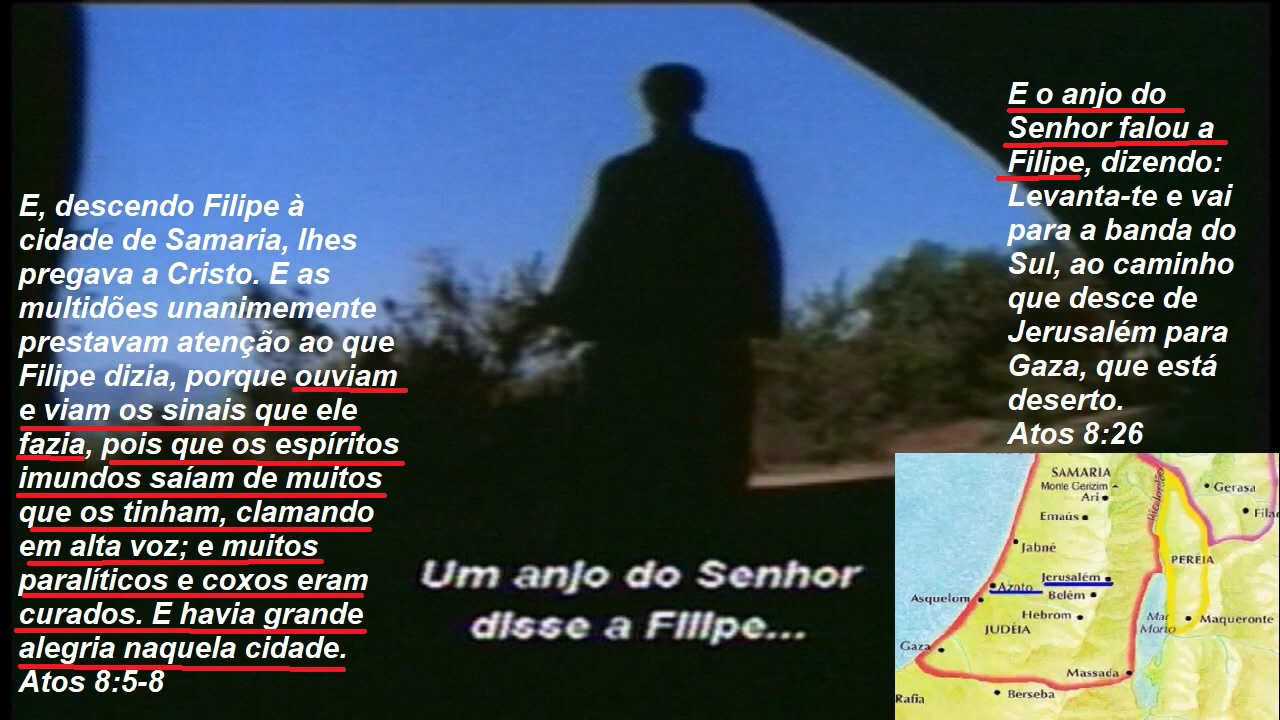 E, descendo Filipe à
cidade de Samaria, lhes
pregava a Cristo. E as
multidões unanimemente
prestavam atenção ao que
Filipe dizia, porque ouviam
e viam os sinais que ele
fazia, pois que os espíritos
imundos saíam de muitos
que os tinham, clamando
em alta voz; e muitos
paralíticos e coxos eram
curados. E havia grande
alegria naquela cidade.
Atos 8:5-8
Um anjo do Senhor
disse a Filipe...
E o anjo do
Senhor falou a
Filipe, dizendo:
Levanta-te e vai
para a banda do
Sul, ao caminho
que desce de
Jerusalém para
Gaza, que está
deserto.
Atos 8:26
SAMARIA
Monte Gerizim
Ari
Emaús
Jabné
Azoto
Jerusalém
Asquelom
Belém
Hebrom
JUDÉIA
Gaza
Massada
Rafia
Berseba
Rio Jordão
Gerasa
Filad
PERÉIA
Mar
Morto
Maqueronte